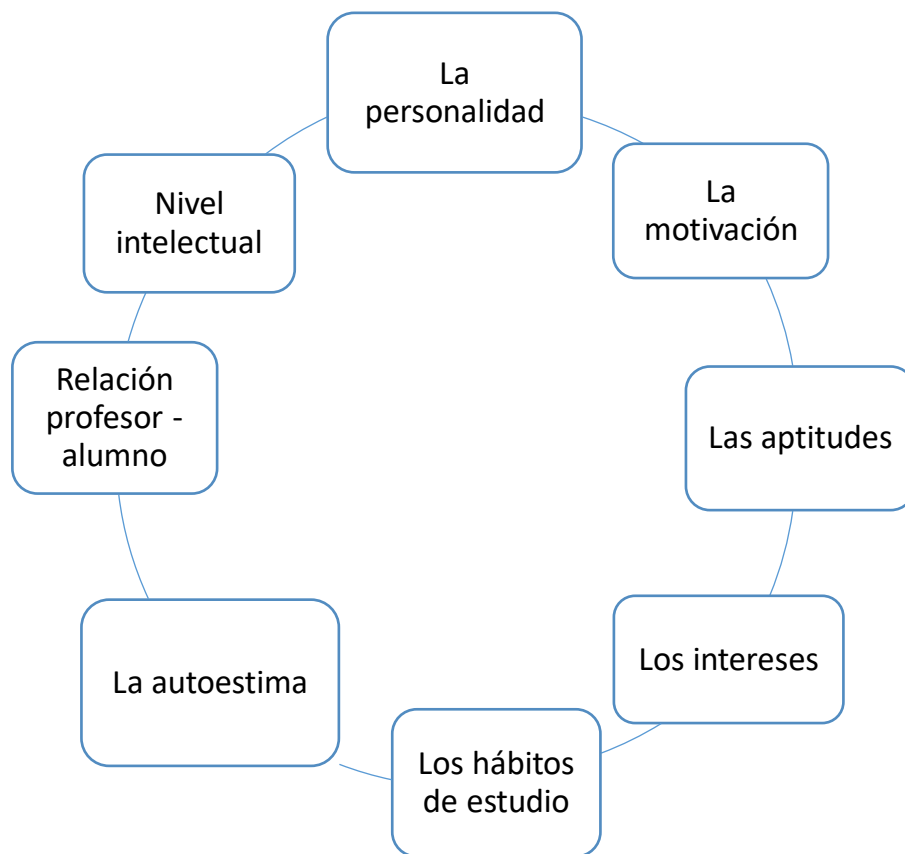 La
personalidad
La
motivación
Las aptitudes
Los intereses
Los hábitos
de estudio
La autoestima
Relación
profesor -
alumno
Nivel
intelectual